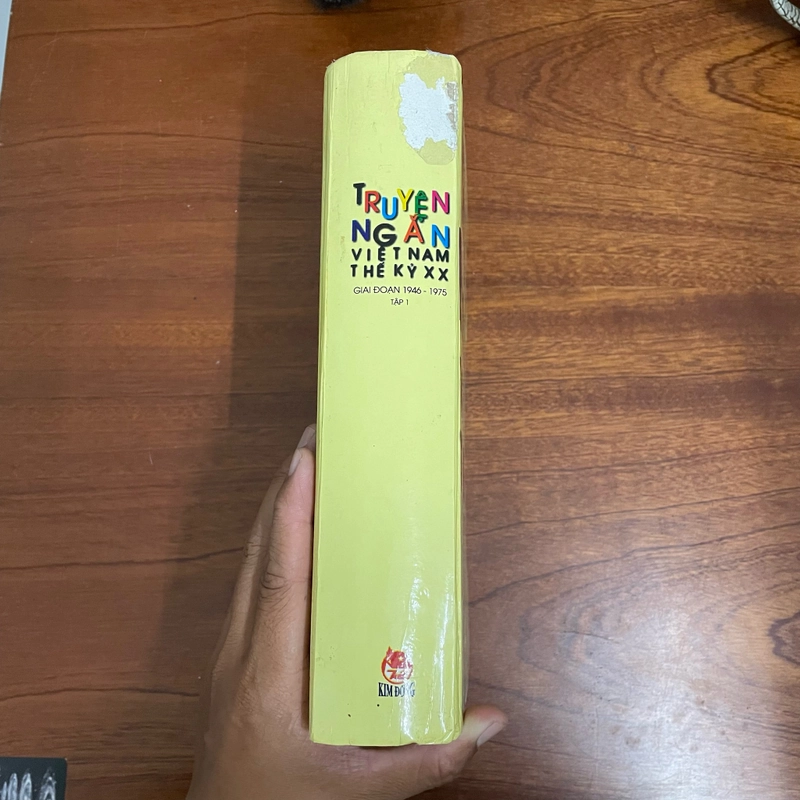 TRUYỆN
NGẮN
VIỆT NAM
THẾ KỶ XX
GIAI ĐOẠN 1946 - 1975
TẬP 1
KIM ĐỒNG